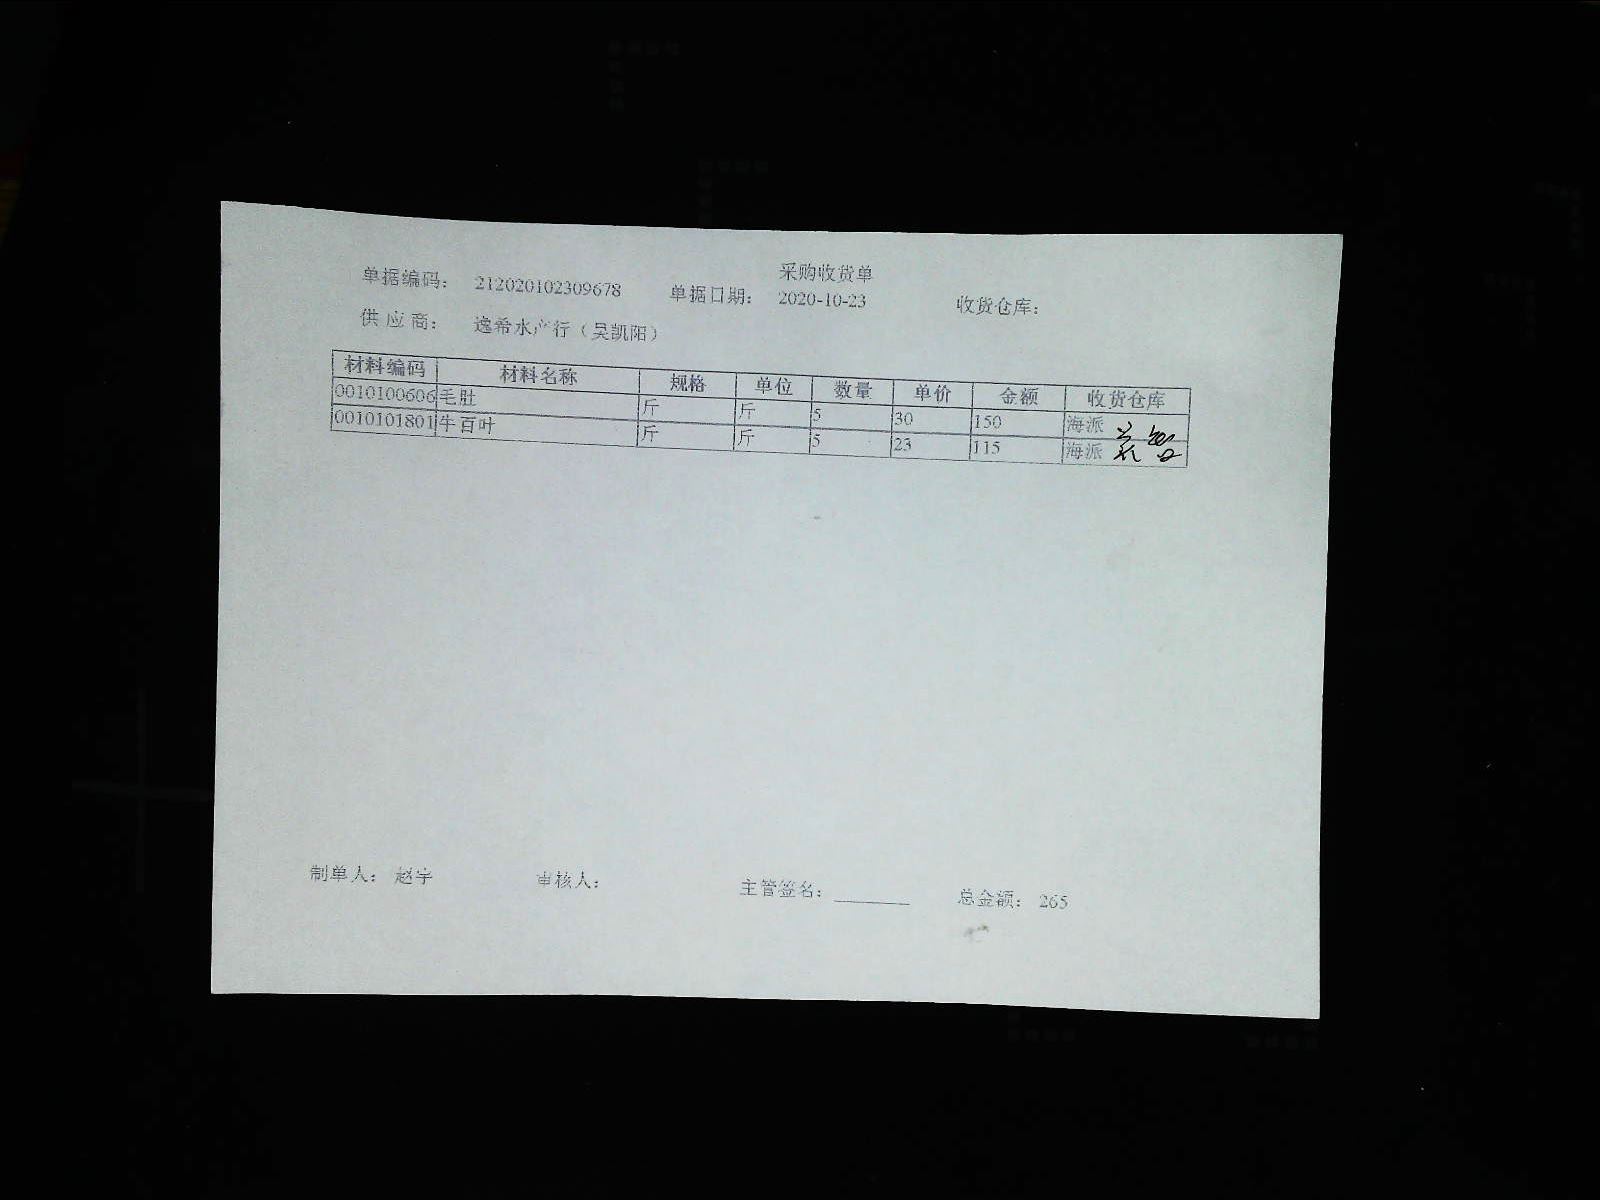 采购收货单
单据编码： 212020102309678 单据日期： 2020-10-23 收货仓库：
供 应 商： 逸希水产行（吴凯阳）
材料编码 材料名称 规格 单位 数量 单价 金额 收货仓库
0010100606 毛肚 斤 斤 5 30 150 海派
0010101801 牛百叶 斤 斤 5 23 115 海派
制单人： 赵宇 审核人： 主管签名： 总金额： 265